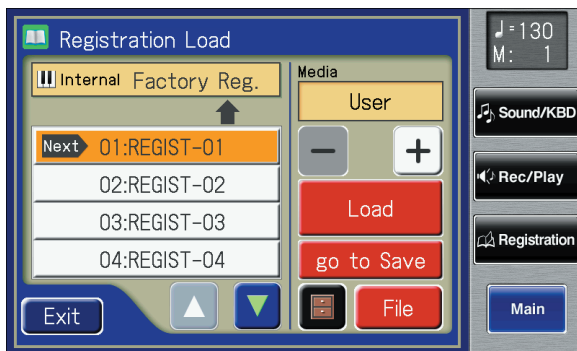 Registration Load
Internal Factory Reg.
Next 01:REGIST-01
02:REGIST-02
03:REGIST-03
04:REGIST-04
Exit
Media
User
− +
Load
go to Save
File
♩=130
M: 1
Sound/KBD
Rec/Play
Registration
Main